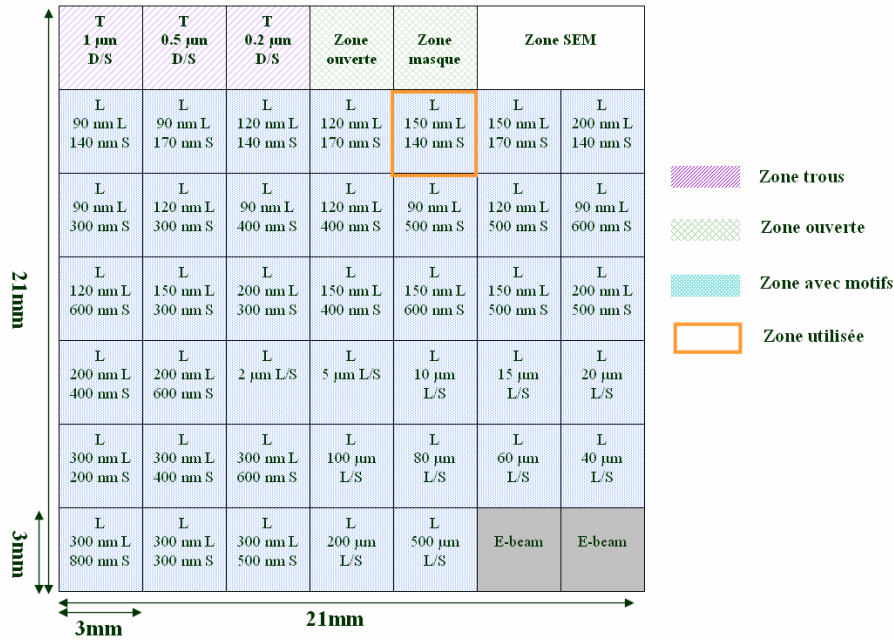 T
1 µm
D/S
T
0.5 µm
D/S
T
0.2 µm
D/S
Zone
ouverte
Zone
masque
Zone SEM
L
90 nm L
140 nm S
L
90 nm L
170 nm S
L
120 nm L
140 nm S
L
120 nm L
170 nm S
L
150 nm L
140 nm S
L
150 nm L
170 nm S
L
200 nm L
140 nm S
L
90 nm L
300 nm S
L
120 nm L
300 nm S
L
90 nm L
400 nm S
L
120 nm L
400 nm S
L
90 nm L
500 nm S
L
120 nm L
500 nm S
L
90 nm L
600 nm S
L
120 nm L
600 nm S
L
150 nm L
300 nm S
L
200 nm L
300 nm S
L
150 nm L
400 nm S
L
150 nm L
600 nm S
L
150 nm L
500 nm S
L
200 nm L
500 nm S
L
200 nm L
400 nm S
L
200 nm L
600 nm S
L
2 µm L/S
L
5 µm L/S
L
10 µm
L/S
L
15 µm
L/S
L
20 µm
L/S
L
300 nm L
200 nm S
L
300 nm L
400 nm S
L
300 nm L
600 nm S
L
100 µm
L/S
L
80 µm
L/S
L
60 µm
L/S
L
40 µm
L/S
L
300 nm L
800 nm S
L
300 nm L
300 nm S
L
300 nm L
500 nm S
L
200 µm
L/S
L
500 µm
L/S
E-beam
E-beam
21mm
3mm
21mm
3mm
Zone trous
Zone ouverte
Zone avec motifs
Zone utilisée